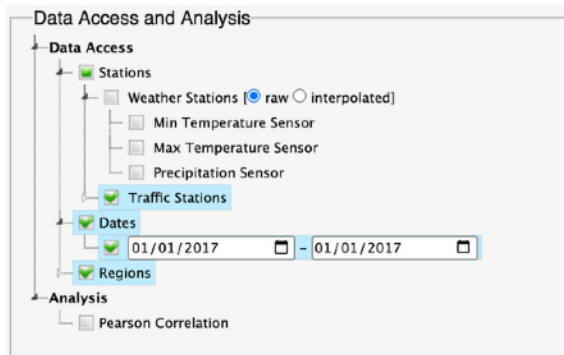 Data Access and Analysis
Data Access
Stations
Weather Stations [ raw interpolated]
Min Temperature Sensor
Max Temperature Sensor
Precipitation Sensor
Traffic Stations
Dates
01/01/2017 - 01/01/2017
Regions
Analysis
Pearson Correlation